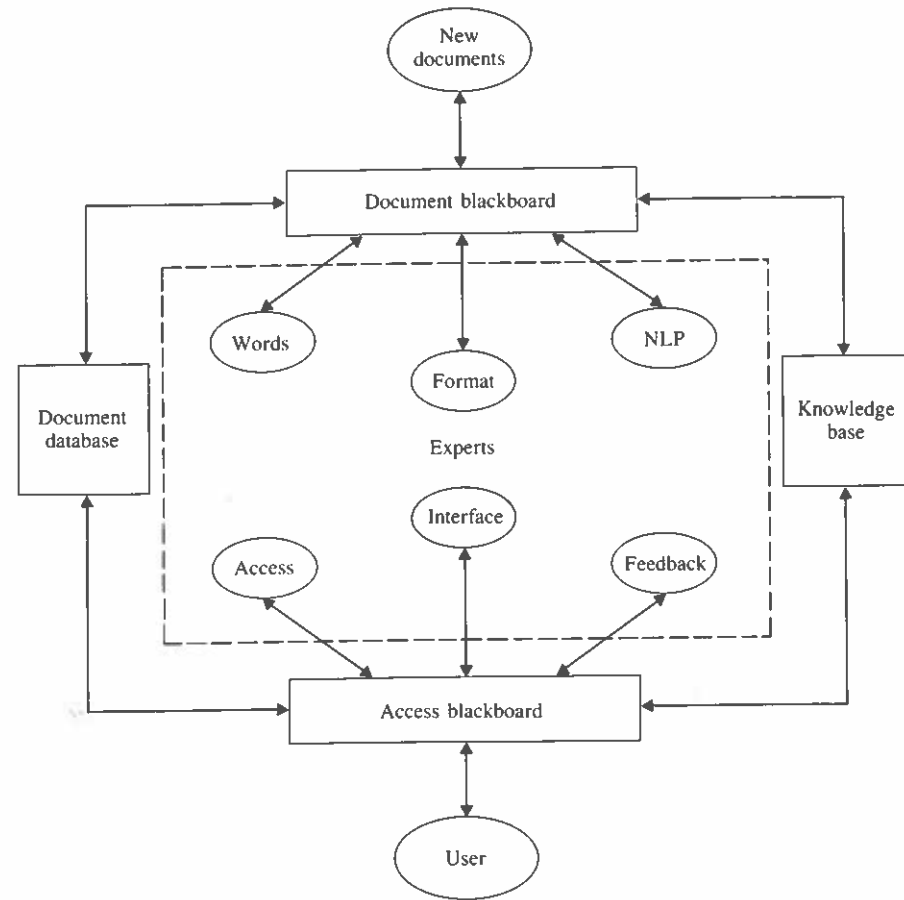 New
documents
Document blackboard
Words
NLP
Format
Document
database
Knowledge
base
Experts
Interface
Access
Feedback
Access blackboard
User